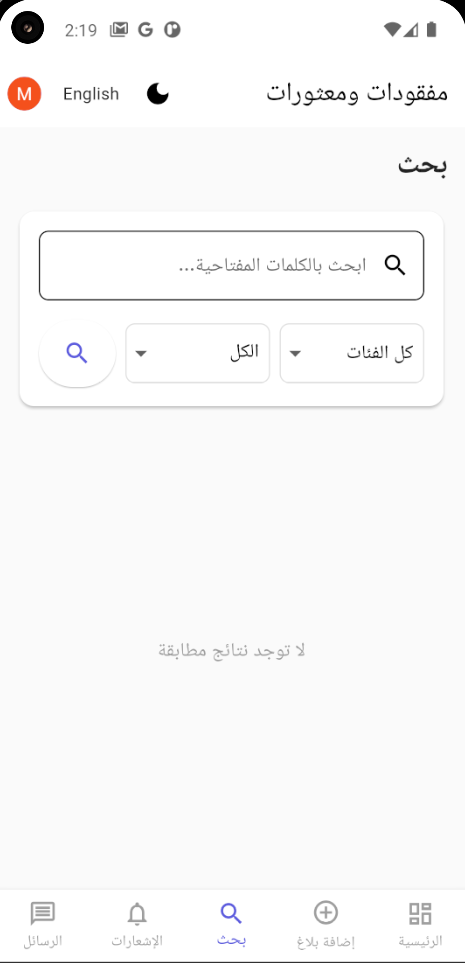 2:19
مفقودات ومعثورات
English
M
بحث
ابحث بالكلمات المفتاحية...
كل الفئات
الكل
لا توجد نتائج مطابقة
الرئيسية
إضافة بلاغ
بحث
الإشعارات
الرسائل